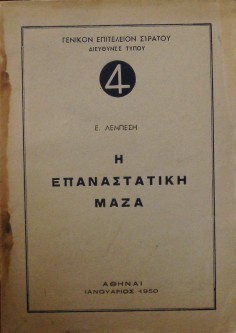 ΓΕΝΙΚΟΝ ΕΠΙΤΕΛΕΙΟΝ ΣΤΡΑΤΟΥ
ΔΙΕΥΘΥΝΣΙΣ ΤΥΠΟΥ
4
Ε. ΛΕΜΠΕΣΗ
Η
ΕΠΑΝΑΣΤΑΤΙΚΗ
ΜΑΖΑ
ΑΘΗΝΑΙ
ΙΑΝΟΥΑΡΙΟΣ 1950